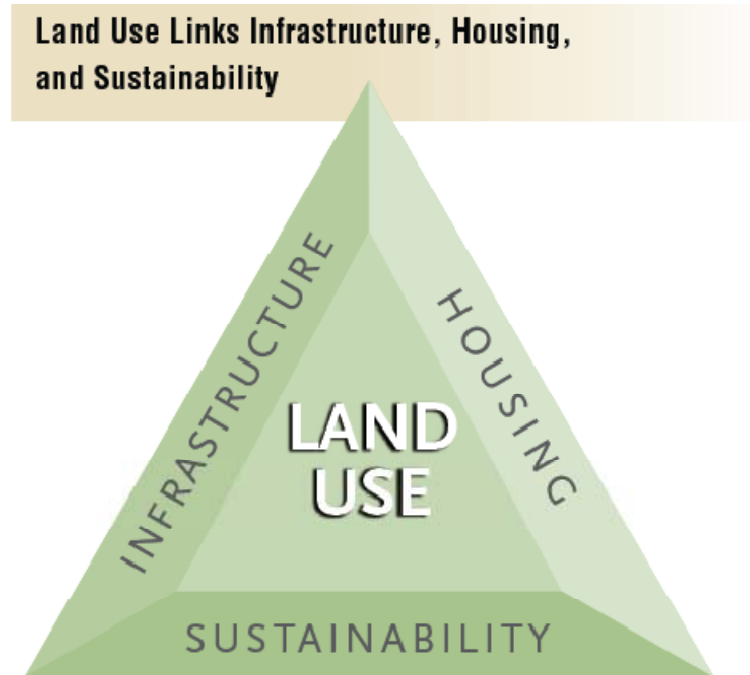 Land Use Links Infrastructure, Housing,
and Sustainability
INFRASTRUCTURE
HOUSING
LAND
USE
SUSTAINABILITY